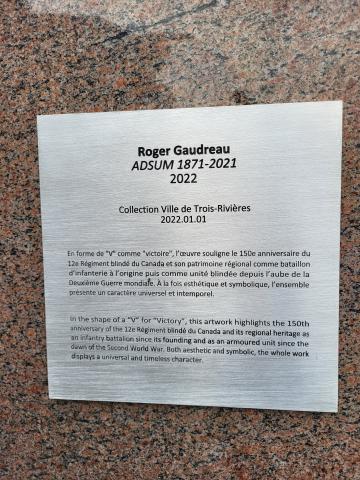 Roger Gaudreau
ADSUM 1871-2021
2022
Collection Ville de Trois-Rivières
2022.01.01
En forme de "V" comme "victoire", l'œuvre souligne le 150e anniversaire du
12e Régiment blindé du Canada et son patrimoine régional comme bataillon
d'infanterie à l'origine puis comme unité blindée depuis l'aube de la
Deuxième Guerre mondiale. À la fois esthétique et symbolique, l'ensemble
présente un caractère universel et intemporel.
In the shape of a "V" for "Victory", this artwork highlights the 150th
anniversary of the 12e Régiment blindé du Canada and its regional heritage as
an infantry battalion since its founding and as an armoured unit since the
dawn of the Second World War. Both aesthetic and symbolic, the whole work
displays a universal and timeless character.